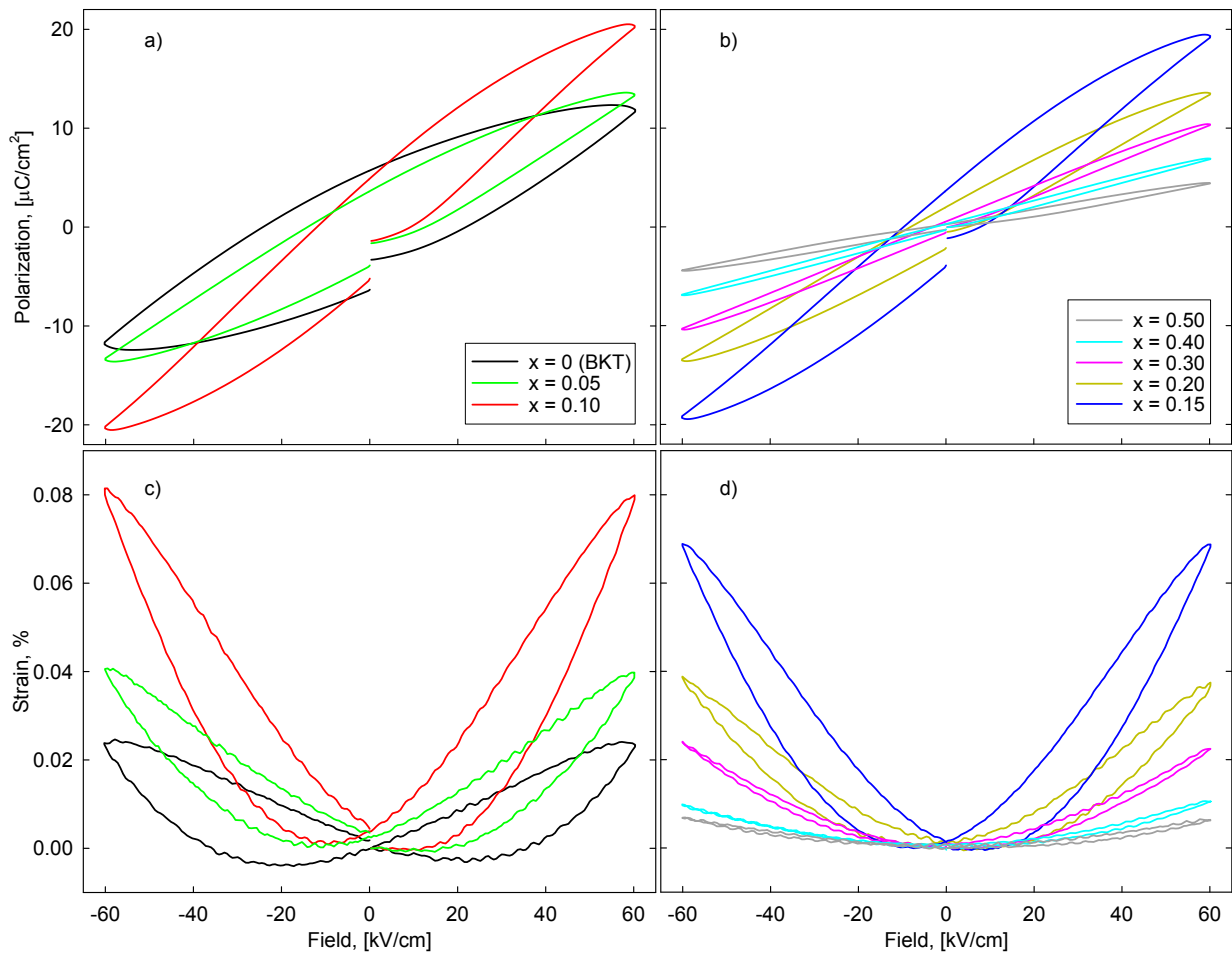 a)
b)
20
10
0
-10
-20
Polarization, [μC/cm²]
x = 0 (BKT)
x = 0.05
x = 0.10
x = 0.50
x = 0.40
x = 0.30
x = 0.20
x = 0.15
c)
d)
0.08
0.06
0.04
0.02
0.00
Strain, %
-60 -40 -20 0 20 40 60
-60 -40 -20 0 20 40 60
Field, [kV/cm]
Field, [kV/cm]